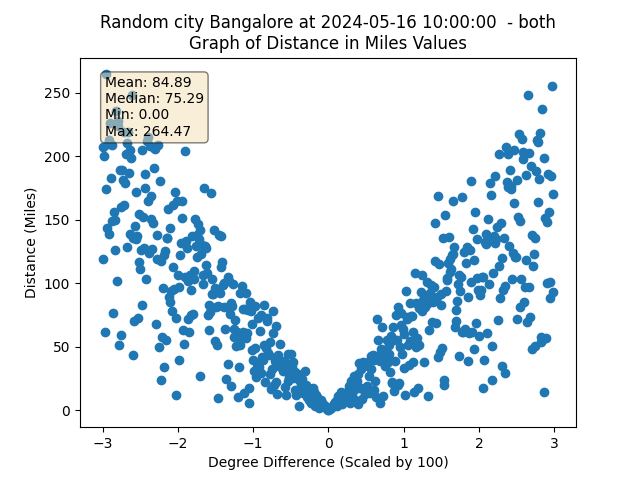 Random city Bangalore at 2024-05-16 10:00:00  - both
Graph of Distance in Miles Values
Mean: 84.89
Median: 75.29
Min: 0.00
Max: 264.47
250
200
150
100
50
0
Distance (Miles)
−3 −2 −1 0 1 2 3
Degree Difference (Scaled by 100)